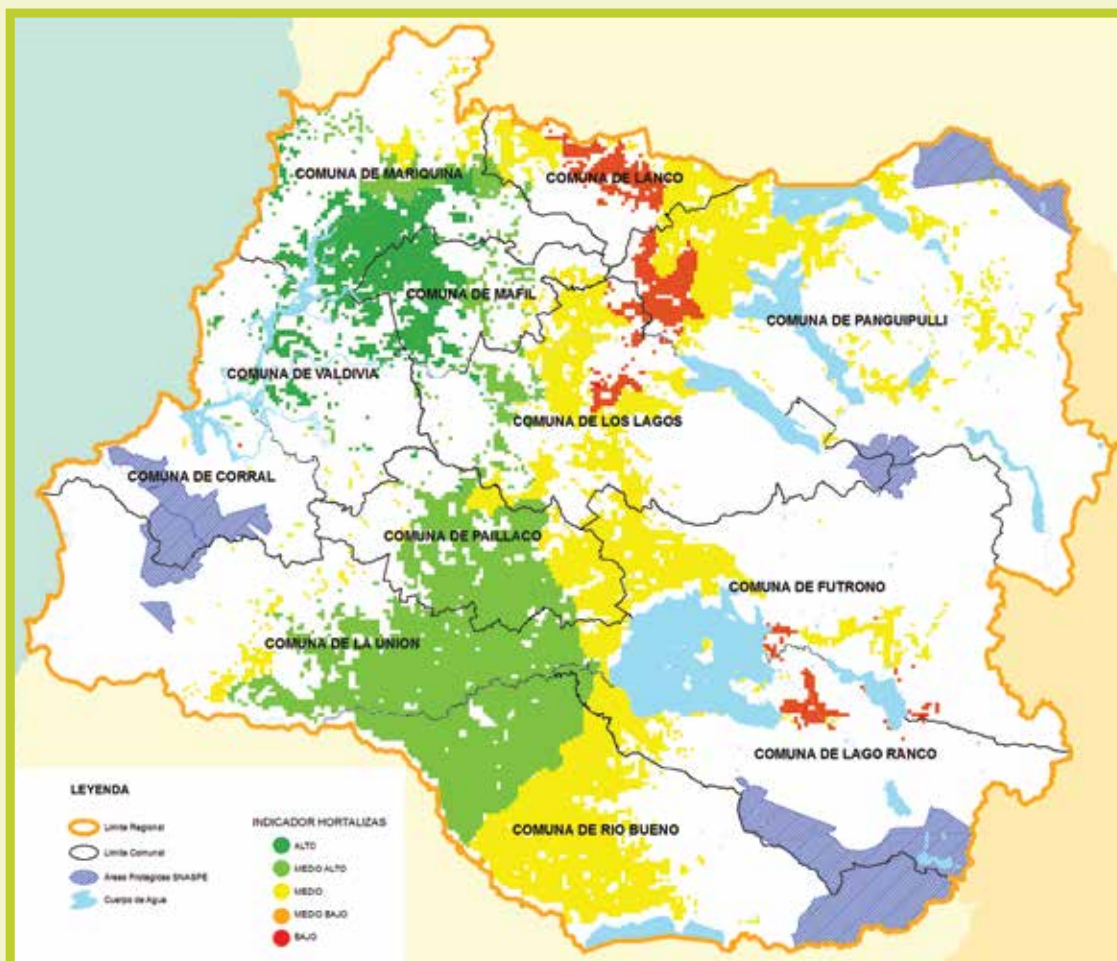 COMUNA DE MARIQUINA
COMUNA DE LANCO
COMUNA DE MAFIL
COMUNA DE PANGUIPULLI
COMUNA DE VALDIVIA
COMUNA DE LOS LAGOS
COMUNA DE CORRAL
COMUNA DE PAILLACO
COMUNA DE FUTRONO
COMUNA DE LA UNION
COMUNA DE LAGO RANCO
COMUNA DE RIO BUENO
LEYENDA
Limite Regional
Limite Comunal
Areas Protegidas SNASPE
Cuerpo de Agua
INDICADOR HORTALIZAS
ALTO
MEDIO ALTO
MEDIO
MEDIO BAJO
BAJO